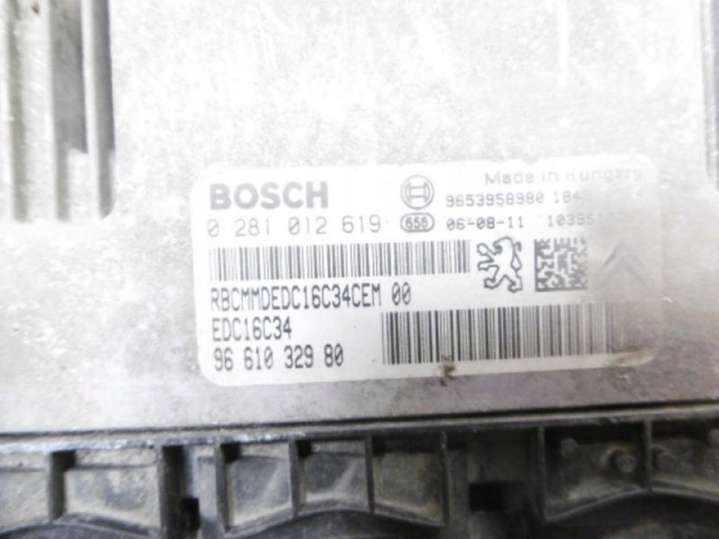 BOSCH
Made in Hungary
9653958980
0 281 012 619
656 06-08-11
RBCMMDEDC16C34CEM 00
EDC16C34
96 610 329 80